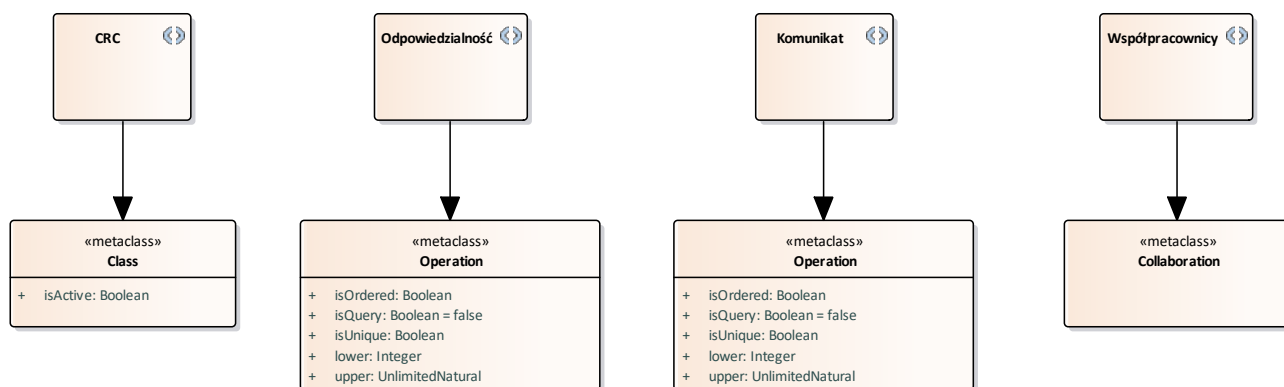 CRC
Odpowiedzialność
Komunikat
Współpracownicy
«metaclass»
Class
+ isActive: Boolean
«metaclass»
Operation
+ isOrdered: Boolean
+ isQuery: Boolean = false
+ isUnique: Boolean
+ lower: Integer
+ upper: UnlimitedNatural
«metaclass»
Operation
+ isOrdered: Boolean
+ isQuery: Boolean = false
+ isUnique: Boolean
+ lower: Integer
+ upper: UnlimitedNatural
«metaclass»
Collaboration